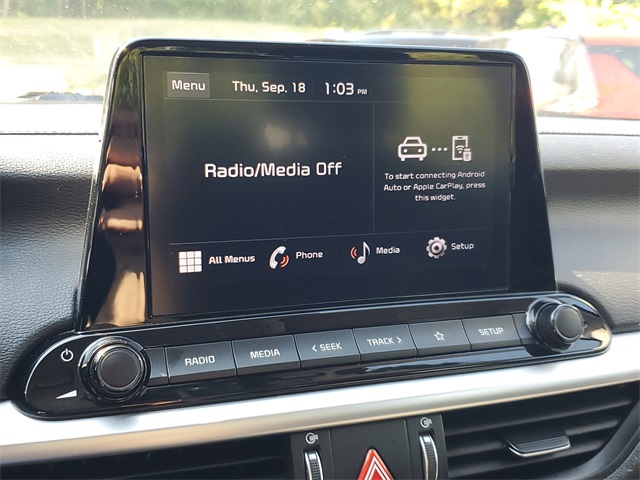 Menu Thu, Sep. 18 1:03 PM
Radio/Media Off
To start connecting Android
Auto or Apple CarPlay, press
this widget.
All Menus Phone Media Setup
RADIO MEDIA < SEEK TRACK > SETUP